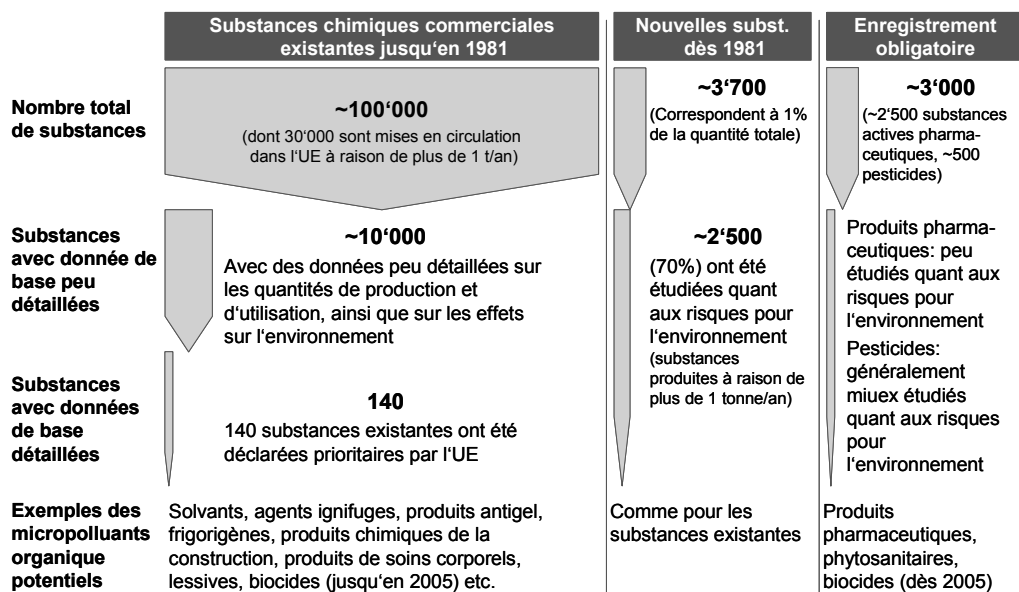 Substances chimiques commerciales
existantes jusqu‘en 1981
Nouvelles subst.
dès 1981
Enregistrement
obligatoire
Nombre total
de substances
~100‘000
(dont 30‘000 sont mises en circulation
dans l‘UE à raison de plus de 1 t/an)
~3‘700
(Correspondent à 1%
de la quantité totale)
~3‘000
(~2‘500 substances
actives pharma-
ceutiques, ~500
pesticides)
Substances
avec donnée de
base peu
détaillées
~10‘000
Avec des données peu détaillées sur
les quantités de production et
d‘utilisation, ainsi que sur les effets
sur l‘environnement
~2‘500
(70%) ont été
étudiées quant
aux risques pour
l‘environnement
(substances
produites à raison de
plus de 1 tonne/an)
Produits pharma-
ceutiques: peu
étudiés quant aux
risques pour
l‘environnement
Pesticides:
généralement
miuex étudiés
quant aux risques
pour
l‘environnement
Substances
avec données
de base
détaillées
140
140 substances existantes ont été
déclarées prioritaires par l‘UE
Exemples des
micropolluants
organique
potentiels
Solvants, agents ignifuges, produits antigel,
frigorigènes, produits chimiques de la
construction, produits de soins corporels,
lessives, biocides (jusqu‘en 2005) etc.
Comme pour les
substances existantes
Produits
pharmaceutiques,
phytosanitaires,
biocides (dès 2005)